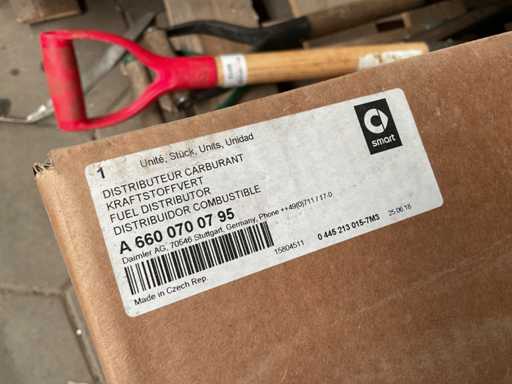 1 Unité, Stück, Units, Unidad
DISTRIBUTEUR CARBURANT
KRAFTSTOFFVERT
FUEL DISTRIBUTOR
DISTRIBUIDOR COMBUSTIBLE
A 660 070 07 95
Daimler AG, 70546 Stuttgart, Germany, Phone ++49(0)711 / 17-0
15804511 0 445 213 015-7M3 25.06.18
Made in Czech Rep.
smart